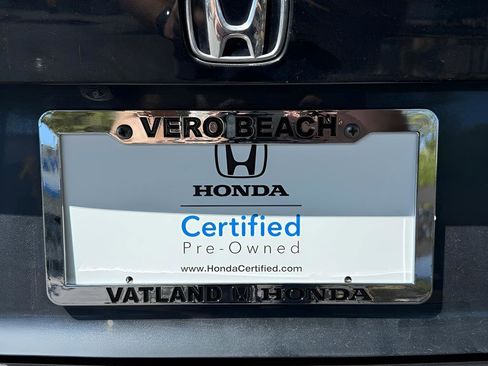 VERO BEACH
HONDA
Certified
Pre-Owned
www.HondaCertified.com
VATLAND HONDA